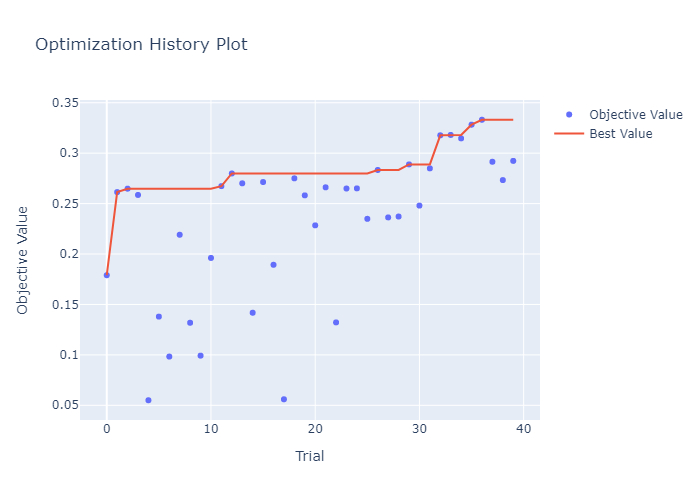 Optimization History Plot
Objective Value
Best Value
0.35
0.3
0.25
0.2
0.15
0.1
0.05
Objective Value
0
10
20
30
40
Trial